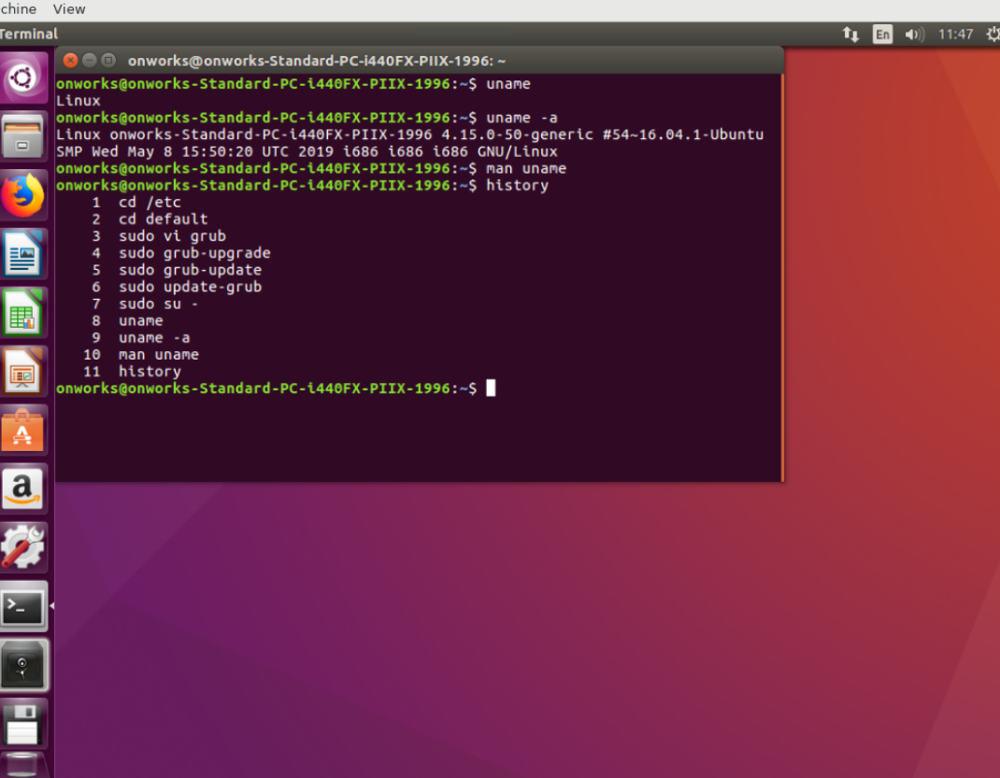 chine View
Terminal
En 11:47
onworks@onworks-Standard-PC-i440FX-PIIX-1996: ~
onworks@onworks-Standard-PC-i440FX-PIIX-1996:~$ uname
Linux
onworks@onworks-Standard-PC-i440FX-PIIX-1996:~$ uname -a
Linux onworks-Standard-PC-i440FX-PIIX-1996 4.15.0-50-generic #54~16.04.1-Ubuntu
SMP Wed May 8 15:50:20 UTC 2019 i686 i686 i686 GNU/Linux
onworks@onworks-Standard-PC-i440FX-PIIX-1996:~$ man uname
onworks@onworks-Standard-PC-i440FX-PIIX-1996:~$ history
1 cd /etc
2 cd default
3 sudo vi grub
4 sudo grub-upgrade
5 sudo grub-update
6 sudo update-grub
7 sudo su -
8 uname
9 uname -a
10 man uname
11 history
onworks@onworks-Standard-PC-i440FX-PIIX-1996:~$